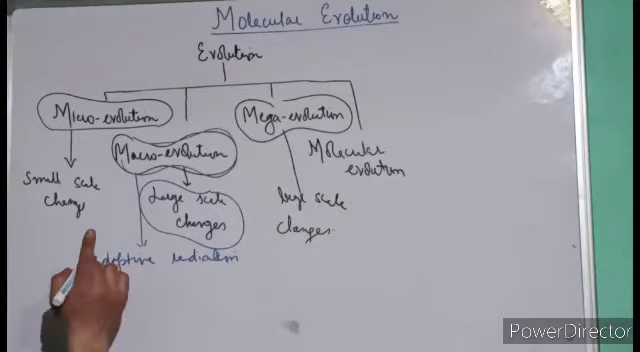 Molecular Evolution
Evolution
Micro-evolution
Macro-evolution
Mega-evolution
Molecular
evolution
Small scale
change
Large scale
changes
large scale
changes
adaptive radiation
PowerDirector